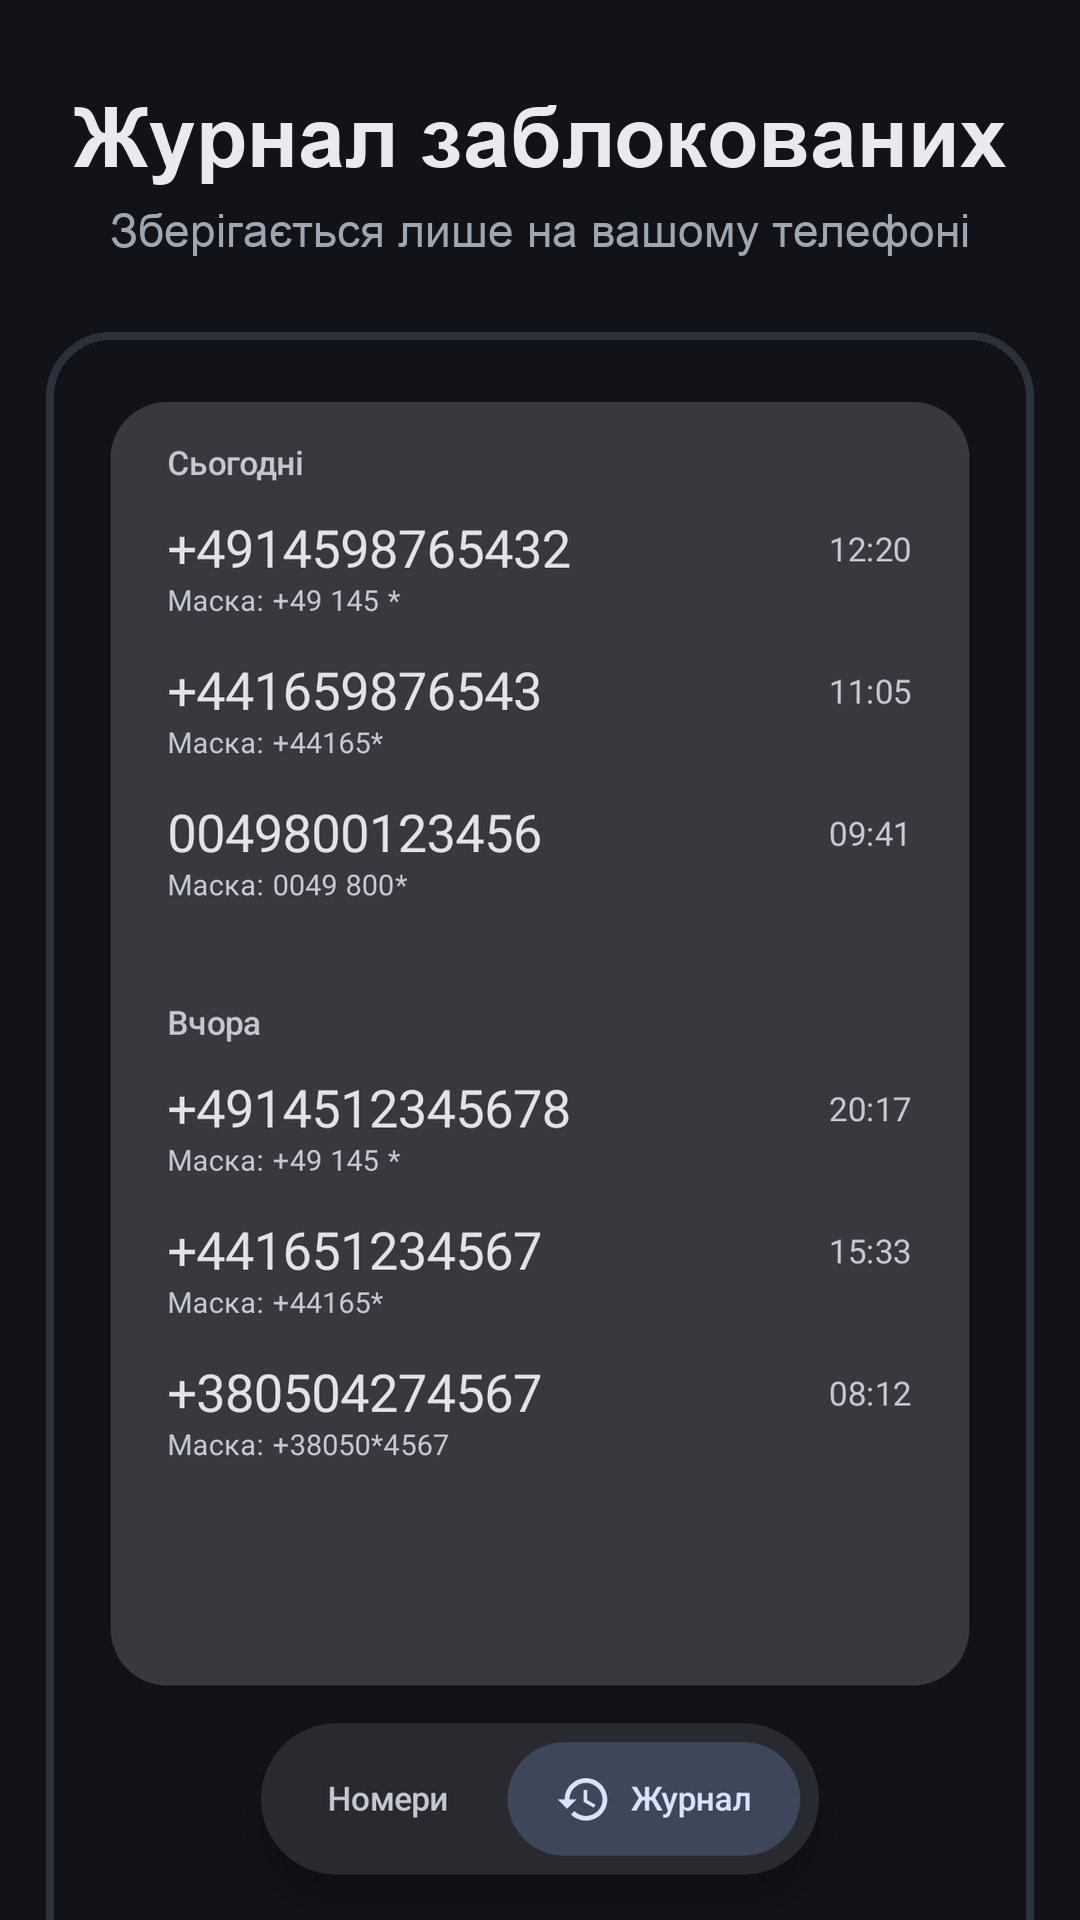 Журнал заблокованих
Зберігається лише на вашому телефоні
Сьогодні
+4914598765432 12:20
Маска: +49 145 *
+441659876543 11:05
Маска: +44165*
0049800123456 09:41
Маска: 0049 800*
Вчора
+4914512345678 20:17
Маска: +49 145 *
+441651234567 15:33
Маска: +44165*
+380504274567 08:12
Маска: +38050*4567
Номери Журнал